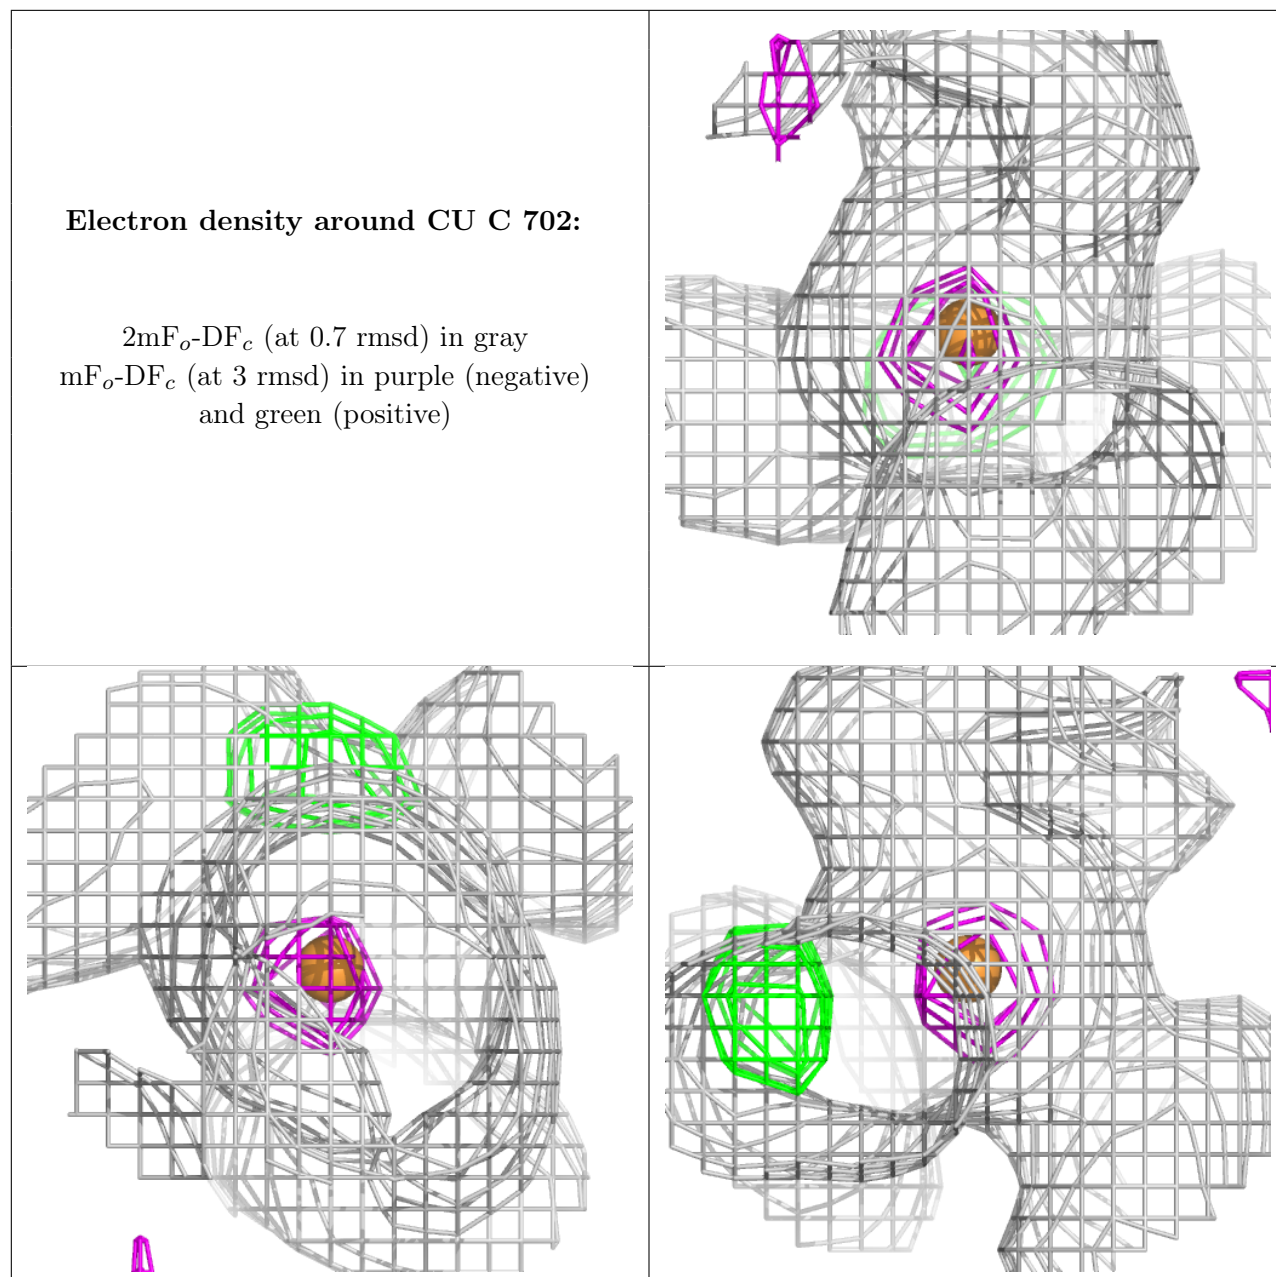 Electron density around CU C 702:
2mFo-DFc (at 0.7 rmsd) in gray
mFo-DFc (at 3 rmsd) in purple (negative)
and green (positive)